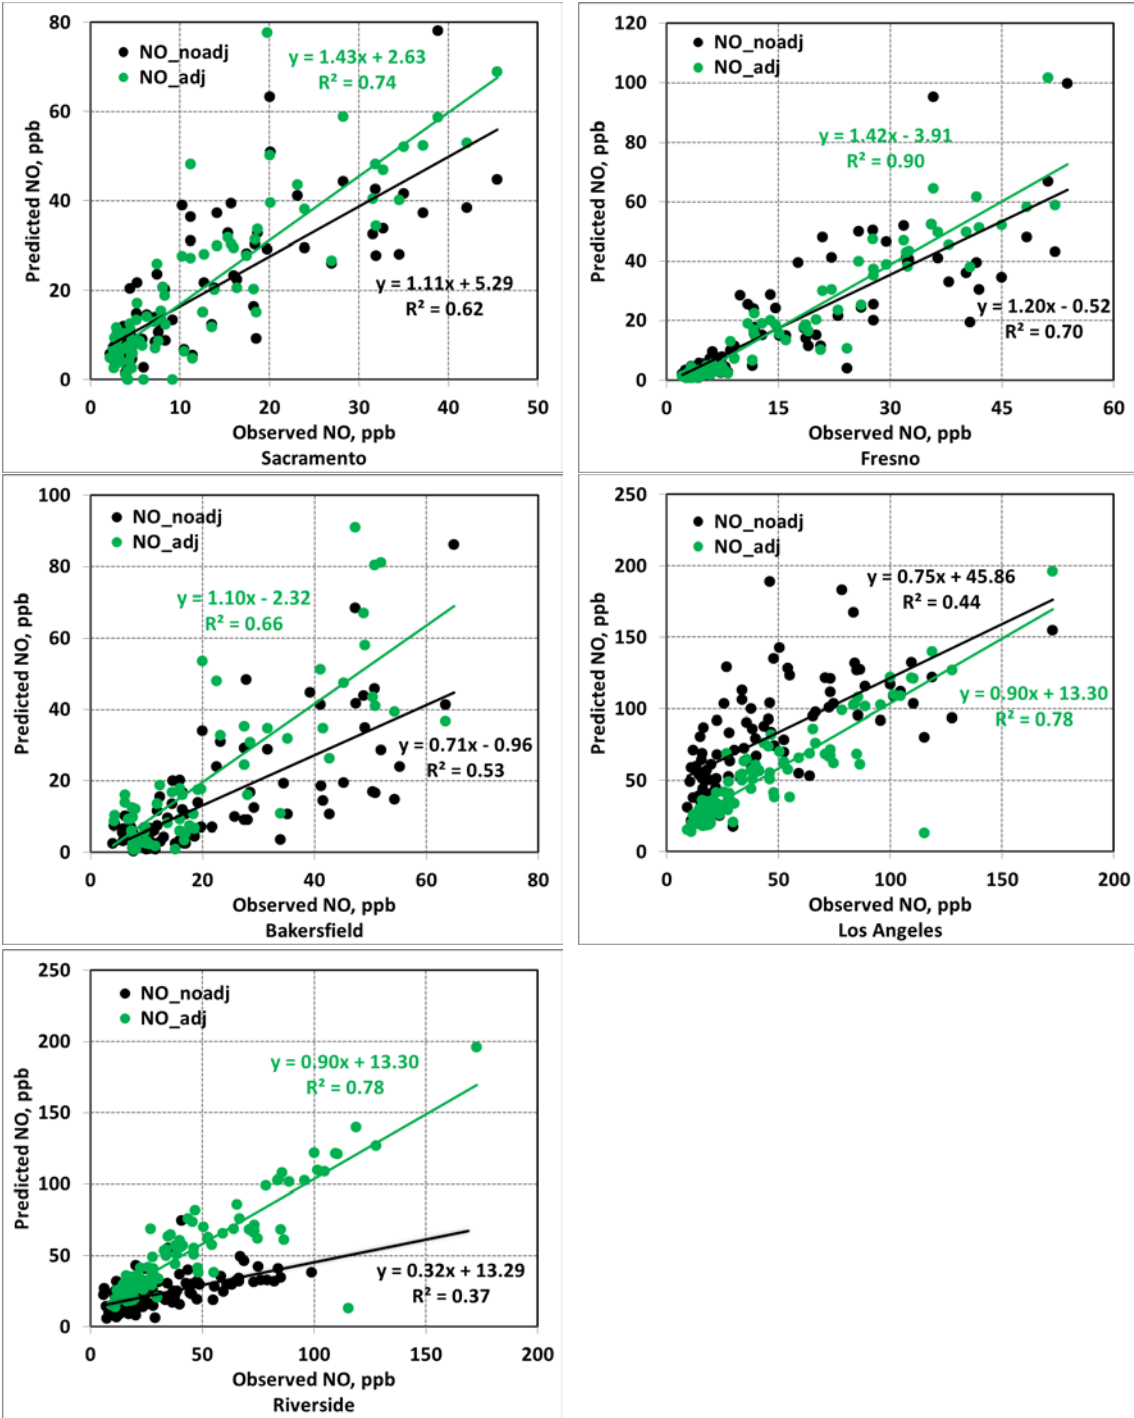 80
60
40
20
0
Predicted NO, ppb
NO_noadj
NO_adj
y = 1.43x + 2.63
R² = 0.74
y = 1.11x + 5.29
R² = 0.62
0 10 20 30 40 50
Observed NO, ppb
Sacramento
120
100
80
60
40
20
0
Predicted NO, ppb
NO_noadj
NO_adj
y = 1.42x - 3.91
R² = 0.90
y = 1.20x - 0.52
R² = 0.70
0 15 30 45 60
Observed NO, ppb
Fresno
100
80
60
40
20
0
Predicted NO, ppb
NO_noadj
NO_adj
y = 1.10x - 2.32
R² = 0.66
y = 0.71x - 0.96
R² = 0.53
0 20 40 60 80
Observed NO, ppb
Bakersfield
250
200
150
100
50
0
Predicted NO, ppb
NO_noadj
NO_adj
y = 0.75x + 45.86
R² = 0.44
y = 0.90x + 13.30
R² = 0.78
0 50 100 150 200
Observed NO, ppb
Los Angeles
250
200
150
100
50
0
Predicted NO, ppb
NO_noadj
NO_adj
y = 0.90x + 13.30
R² = 0.78
y = 0.32x + 13.29
R² = 0.37
0 50 100 150 200
Observed NO, ppb
Riverside